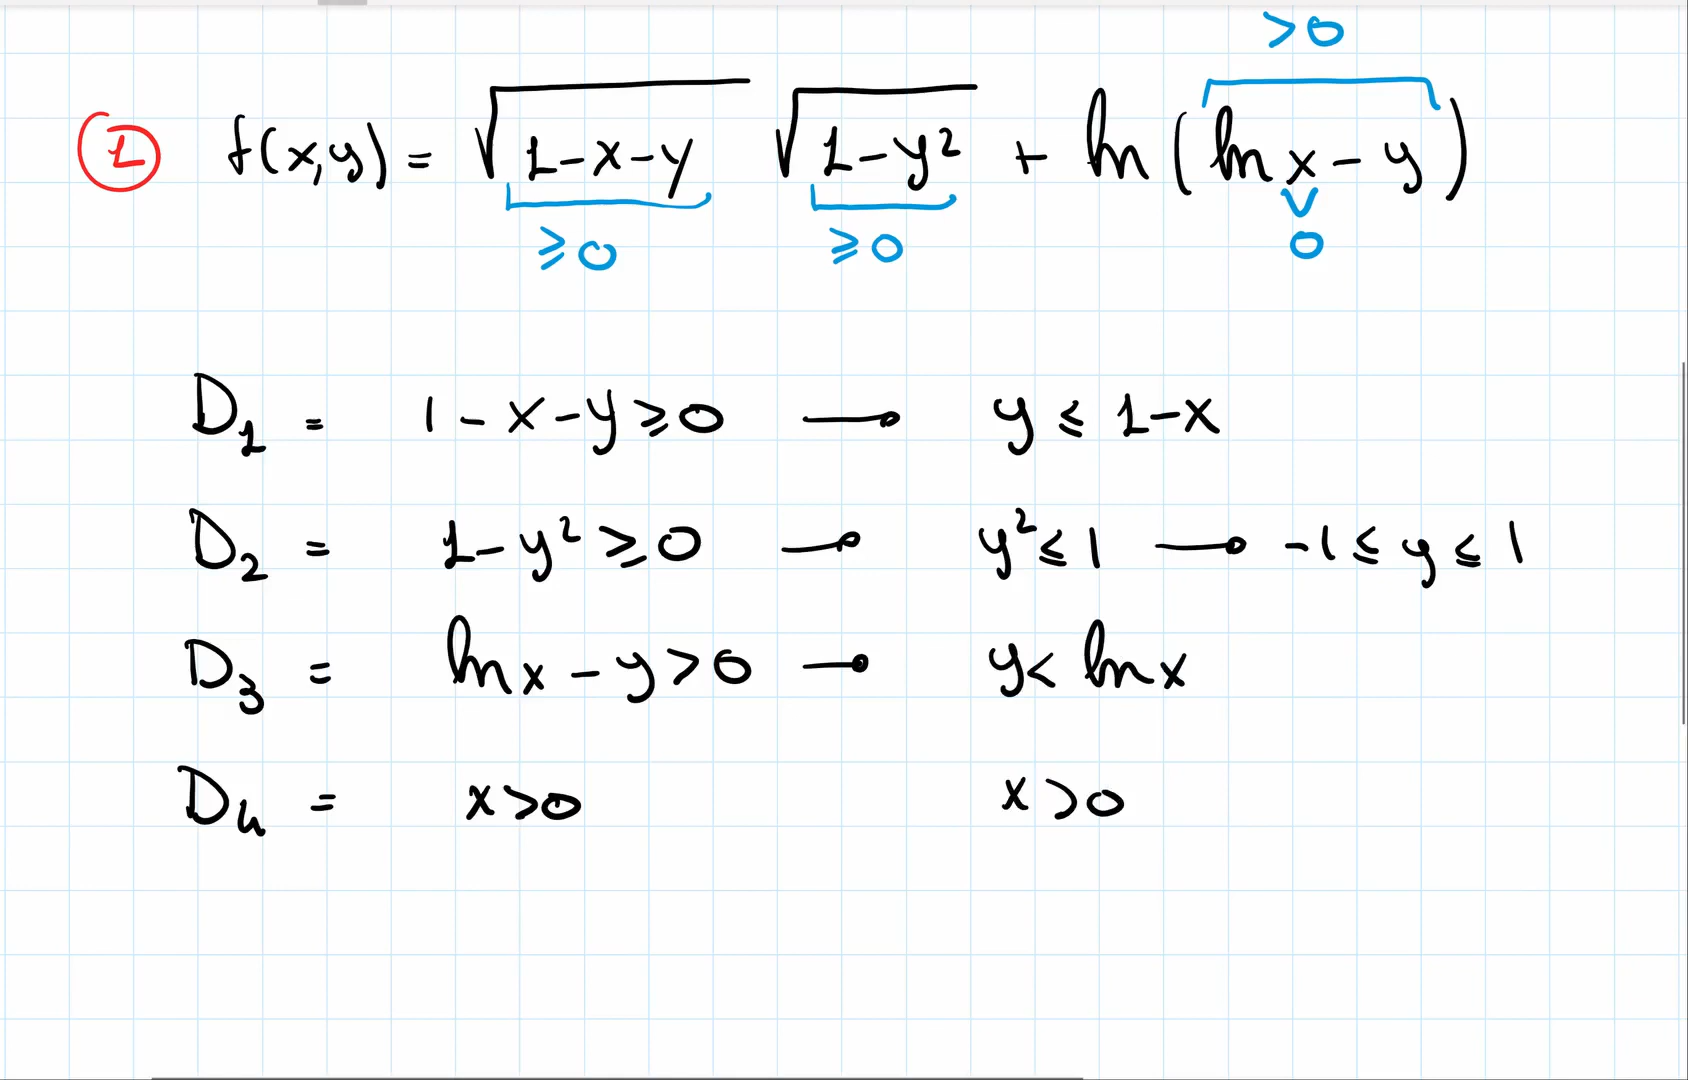 >0
① f(x,y) = √(1-x-y) √(1-y²) + ln(ln x - y)
≥0 ≥0 ∨ 0
D₁ = 1-x-y≥0 → y ≤ 1-x
D₂ = 1-y² ≥0 → y² ≤ 1 → -1 ≤ y ≤ 1
D₃ = ln x - y > 0 → y < ln x
D₄ = x>0 x>0